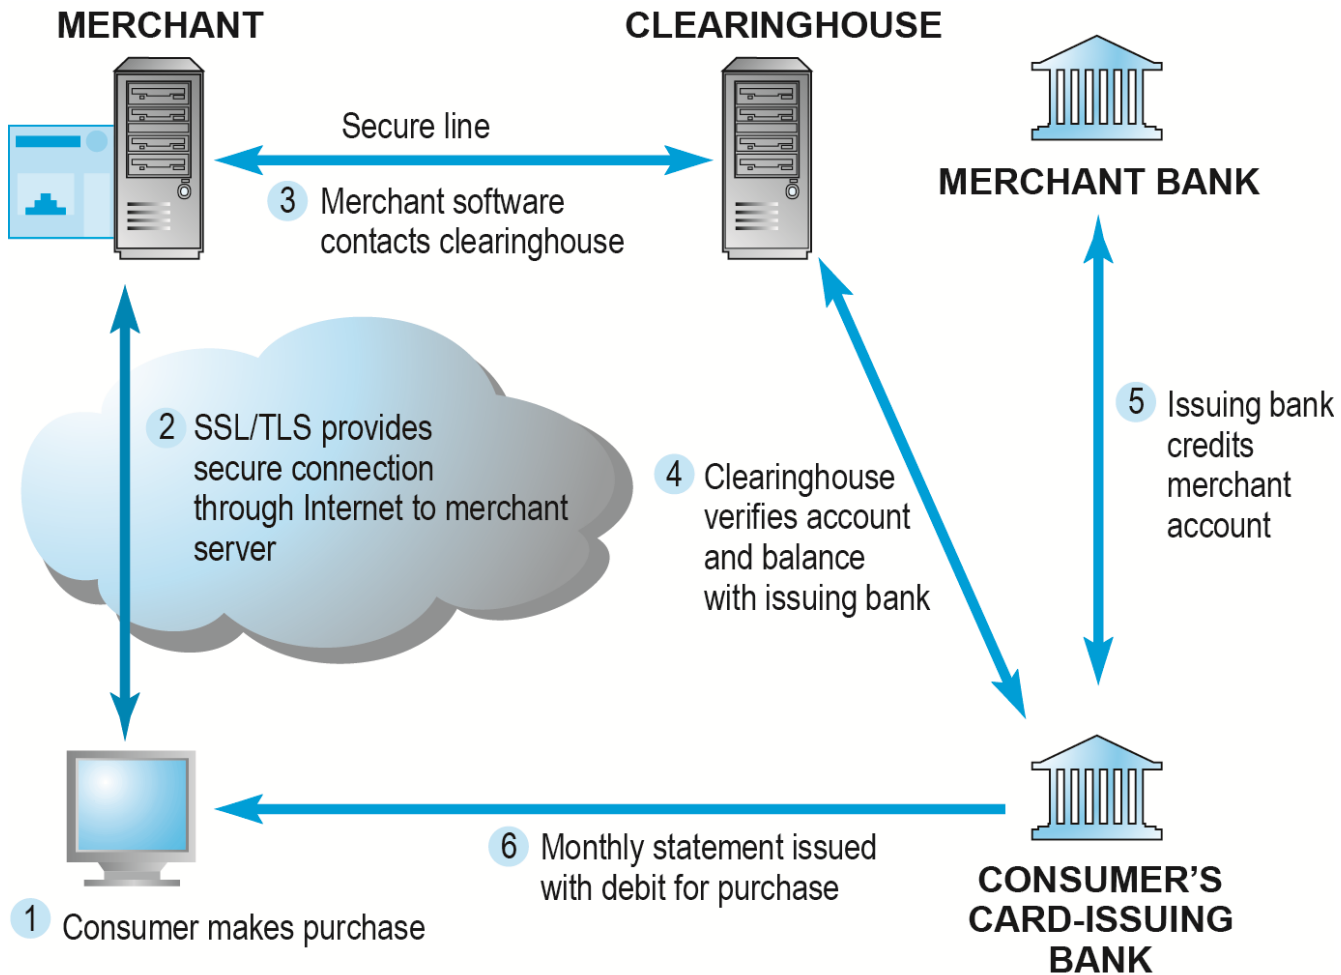 MERCHANT
CLEARINGHOUSE
MERCHANT BANK
Secure line
3 Merchant software
contacts clearinghouse
2 SSL/TLS provides
secure connection
through Internet to merchant
server
4 Clearinghouse
verifies account
and balance
with issuing bank
5 Issuing bank
credits
merchant
account
6 Monthly statement issued
with debit for purchase
1 Consumer makes purchase
CONSUMER'S
CARD-ISSUING
BANK